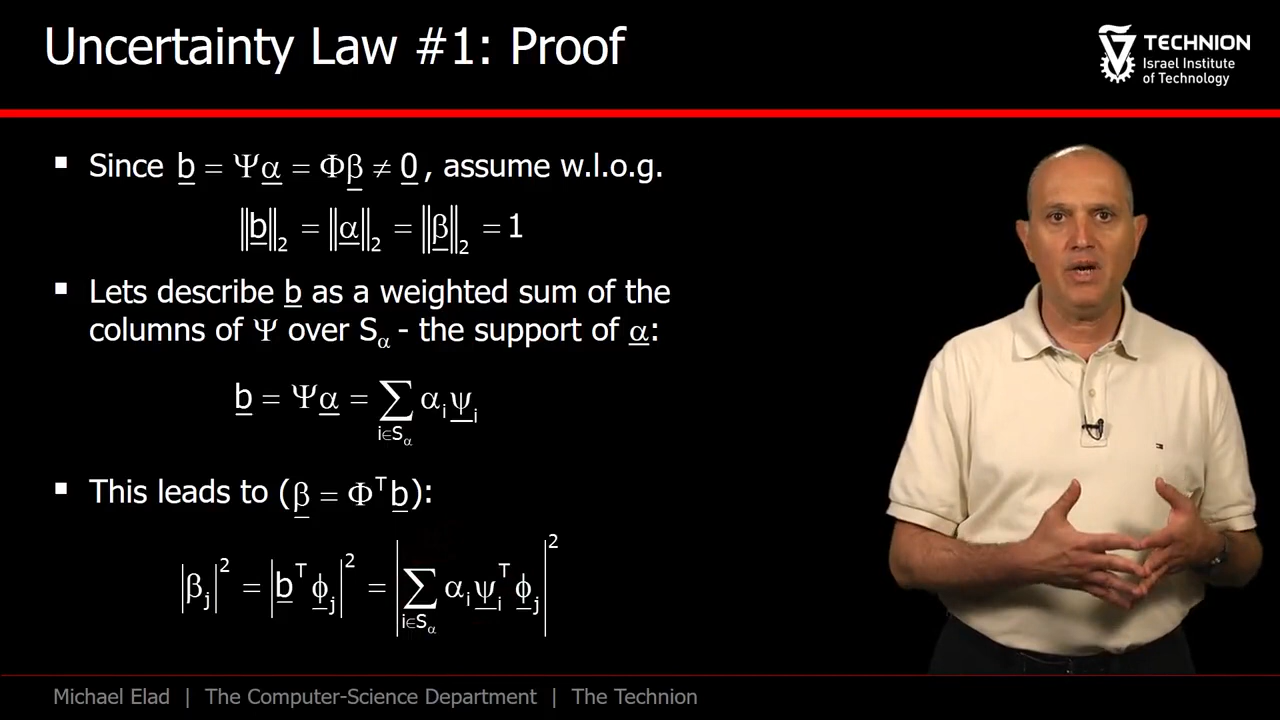 Uncertainty Law #1: Proof
TECHNION
Israel Institute
of Technology
▪ Since b = Ψα = Φβ ≠ 0 , assume w.l.o.g.
‖b‖₂ = ‖α‖₂ = ‖β‖₂ = 1
▪ Lets describe b as a weighted sum of the
columns of Ψ over Sα - the support of α:
b = Ψα = ∑ i∈Sα αᵢψᵢ
▪ This leads to (β = Φᵀb):
|βⱼ|² = |bᵀϕⱼ|² = |∑ i∈Sα αᵢψᵢᵀϕⱼ|²
Michael Elad | The Computer-Science Department | The Technion